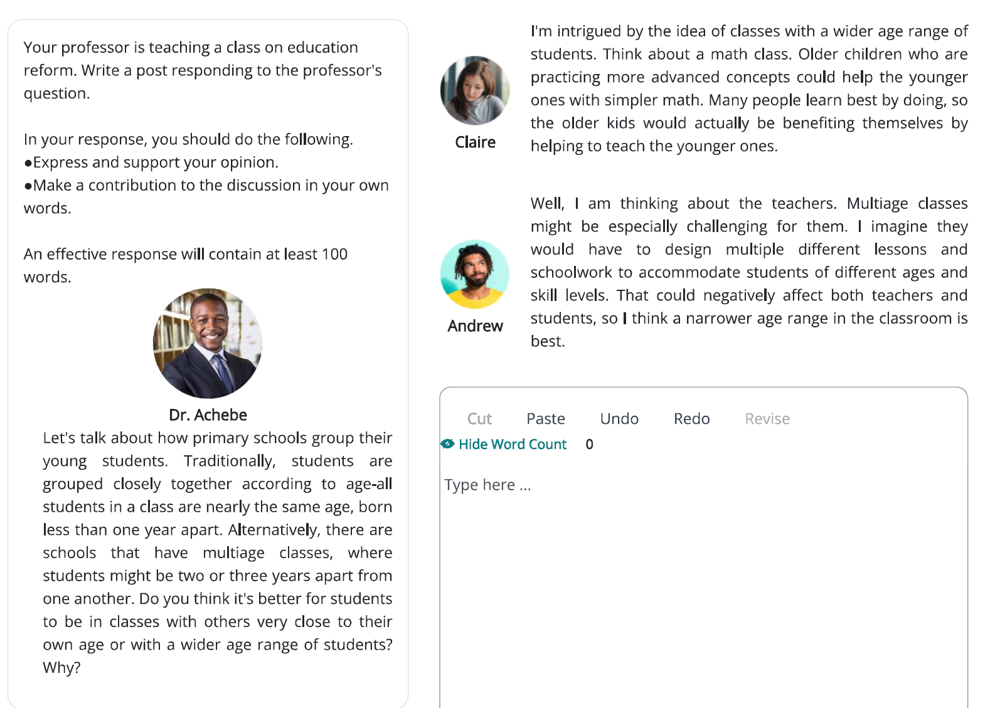 Your professor is teaching a class on education
reform. Write a post responding to the professor's
question.
In your response, you should do the following.
●Express and support your opinion.
●Make a contribution to the discussion in your own
words.
An effective response will contain at least 100
words.
Dr. Achebe
Let's talk about how primary schools group their
young students. Traditionally, students are
grouped closely together according to age-all
students in a class are nearly the same age, born
less than one year apart. Alternatively, there are
schools that have multiage classes, where
students might be two or three years apart from
one another. Do you think it's better for students
to be in classes with others very close to their
own age or with a wider age range of students?
Why?
I'm intrigued by the idea of classes with a wider age range of
students. Think about a math class. Older children who are
practicing more advanced concepts could help the younger
ones with simpler math. Many people learn best by doing, so
the older kids would actually be benefiting themselves by
helping to teach the younger ones.
Claire
Well, I am thinking about the teachers. Multiage classes
might be especially challenging for them. I imagine they
would have to design multiple different lessons and
schoolwork to accommodate students of different ages and
skill levels. That could negatively affect both teachers and
students, so I think a narrower age range in the classroom is
best.
Andrew
Cut Paste Undo Redo Revise
Hide Word Count 0
Type here ...